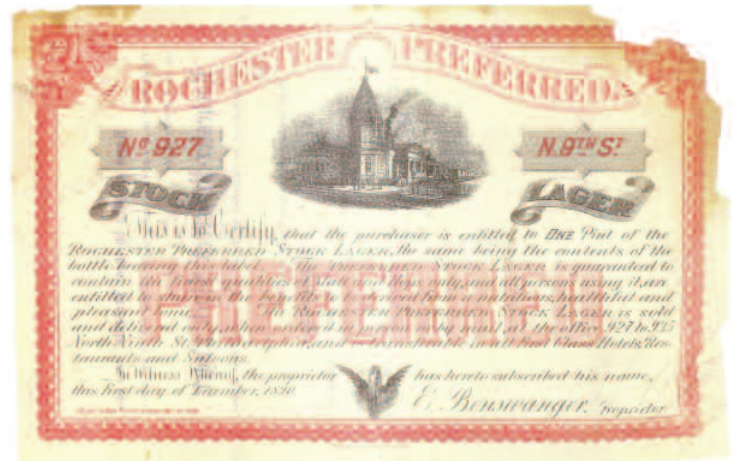 ROCHESTER PREFERRED.
Nº 927
N. 9TH ST
STOCK
LAGER
This is to Certify, that the purchaser is entitled to ONE Pint of the
ROCHESTER PREFERRED STOCK LAGER, the same being the contents of the
bottle bearing this label. The PREFERRED STOCK LAGER is guaranteed to
contain the finest qualities of Malt and Hops only, and all persons using it, are
entitled to share in the benefits derived from a nutritious, healthful and
pleasant The ROCHESTER PREFERRED STOCK LAGER is sold
and delivered only, when ordered in person or by mail at the office 927 to 935
North Ninth St. Philadelphia, and in all First Class Hotels, Res-
taurants and Saloons.
PREFERRED
In Witness Whereof, the proprietor has hereto subscribed his name,
this first day of December,
E. Benswanger. Proprietor